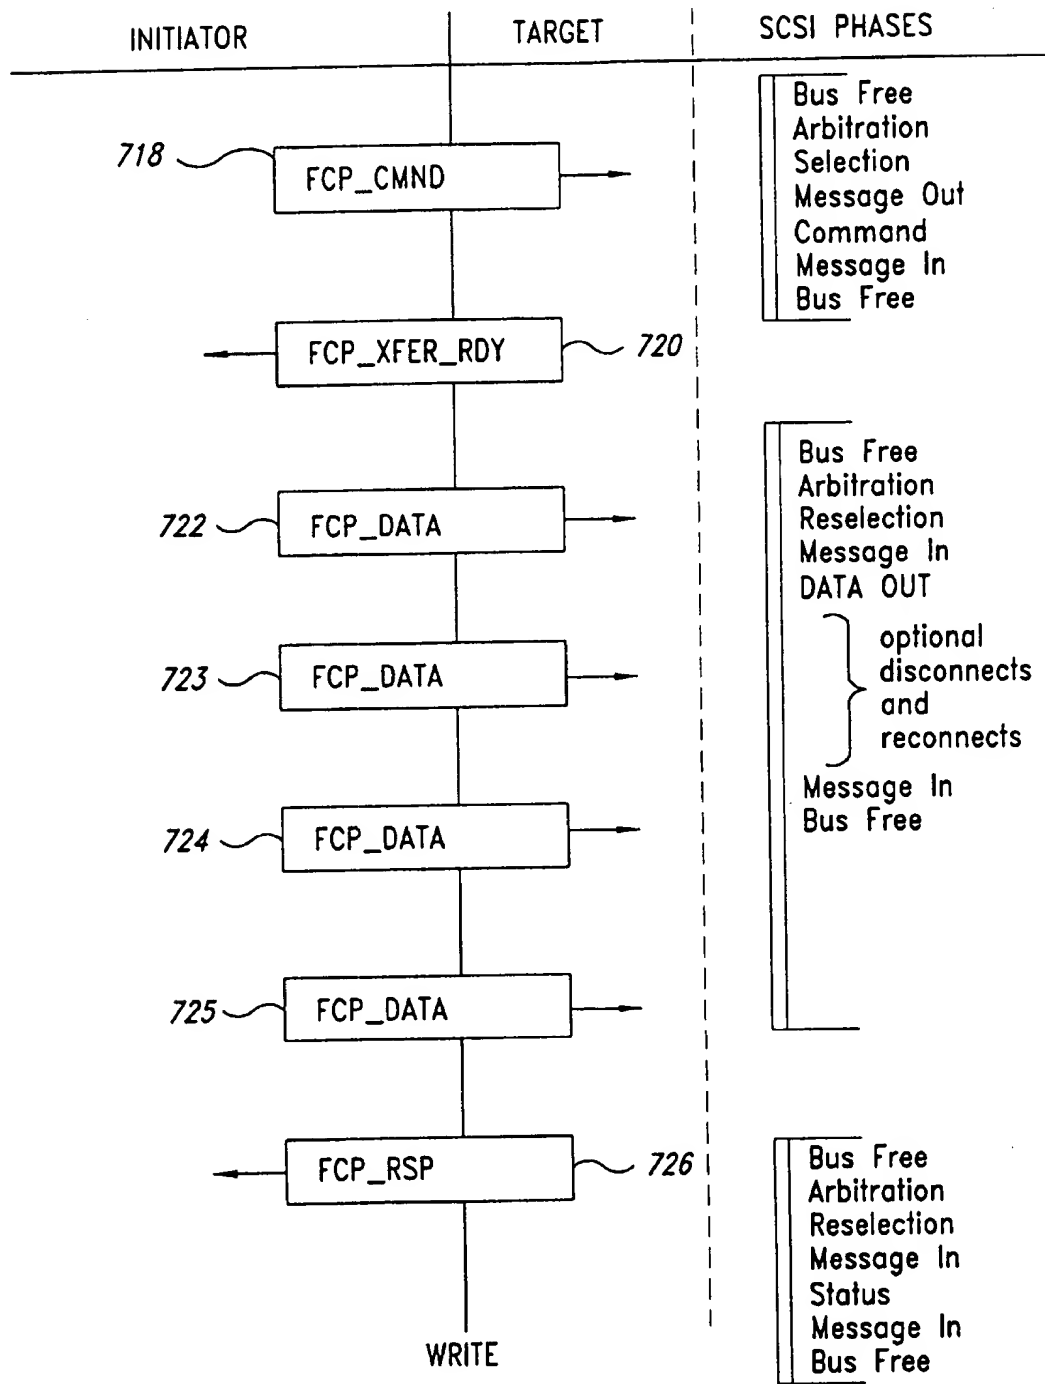 INITIATOR TARGET SCSI PHASES
718 FCP_CMND
Bus Free
Arbitration
Selection
Message Out
Command
Message In
Bus Free
FCP_XFER_RDY 720
722 FCP_DATA
723 FCP_DATA
724 FCP_DATA
725 FCP_DATA
Bus Free
Arbitration
Reselection
Message In
DATA OUT
optional
disconnects
and
reconnects
Message In
Bus Free
FCP_RSP 726
Bus Free
Arbitration
Reselection
Message In
Status
Message In
Bus Free
WRITE